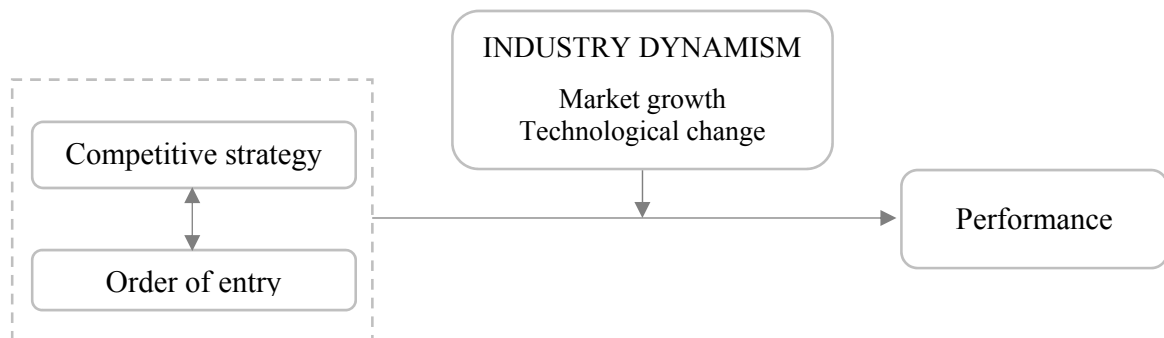 INDUSTRY DYNAMISM
Market growth
Technological change
Competitive strategy
Order of entry
Performance